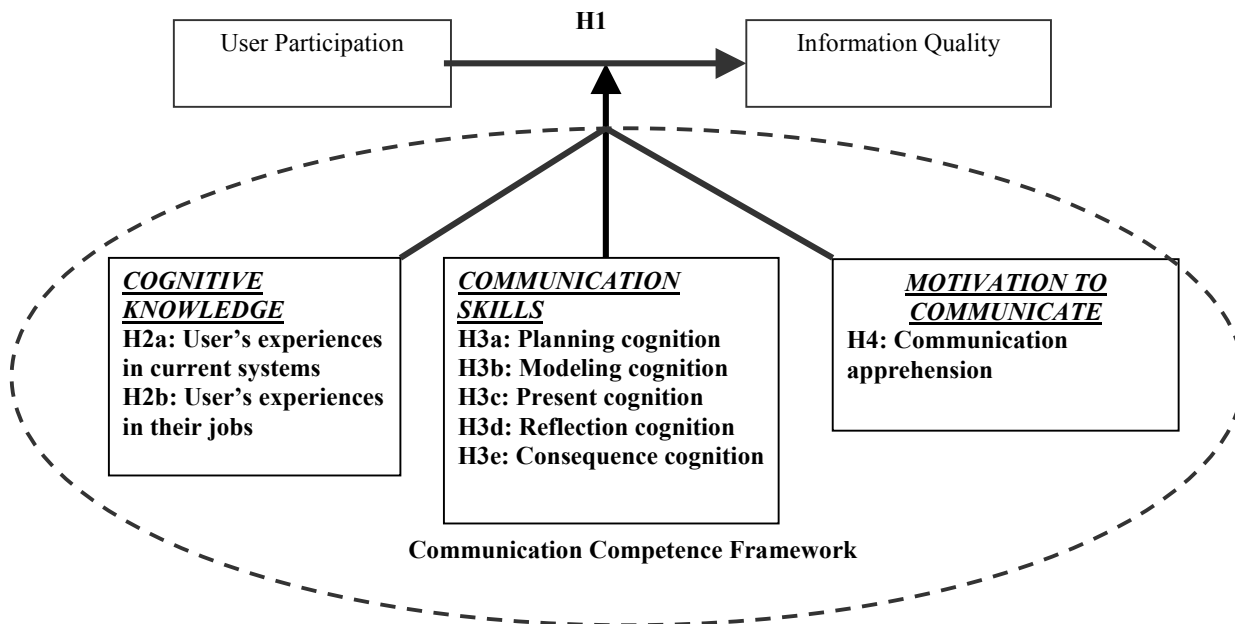 H1
User Participation
Information Quality
COGNITIVE
KNOWLEDGE
H2a: User's experiences
in current systems
H2b: User's experiences
in their jobs
COMMUNICATION
SKILLS
H3a: Planning cognition
H3b: Modeling cognition
H3c: Present cognition
H3d: Reflection cognition
H3e: Consequence cognition
MOTIVATION TO
COMMUNICATE
H4: Communication
apprehension
Communication Competence Framework